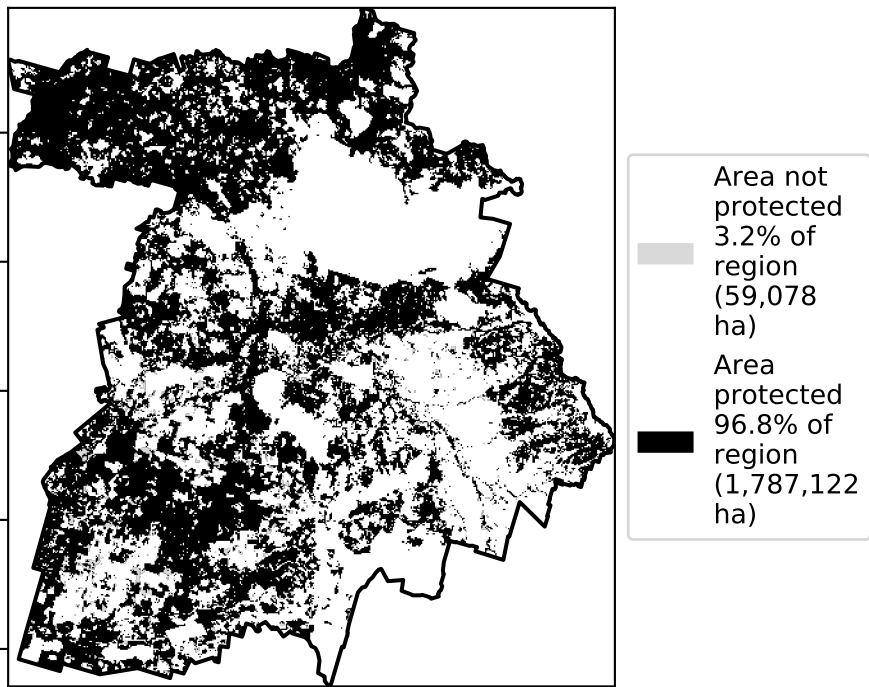 Area not
protected
3.2% of
region
(59,078
ha)
Area
protected
96.8% of
region
(1,787,122
ha)